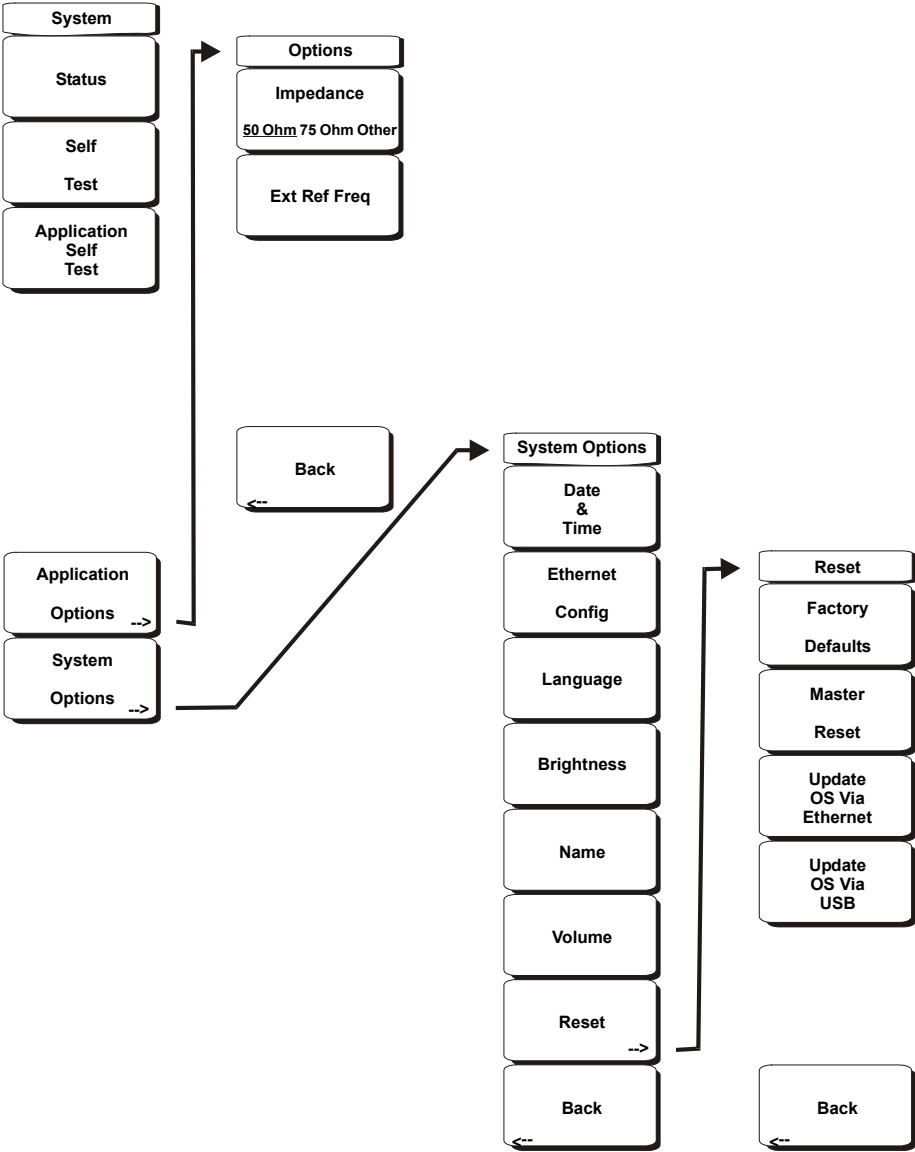 System
Status
Self
Test
Application
Self
Test
Application
Options -->
System
Options -->
Options
Impedance
50 Ohm 75 Ohm Other
Ext Ref Freq
Back
<--
System Options
Date
&
Time
Ethernet
Config
Language
Brightness
Name
Volume
Reset
-->
Back
<--
Reset
Factory
Defaults
Master
Reset
Update
OS Via
Ethernet
Update
OS Via
USB
Back
<--